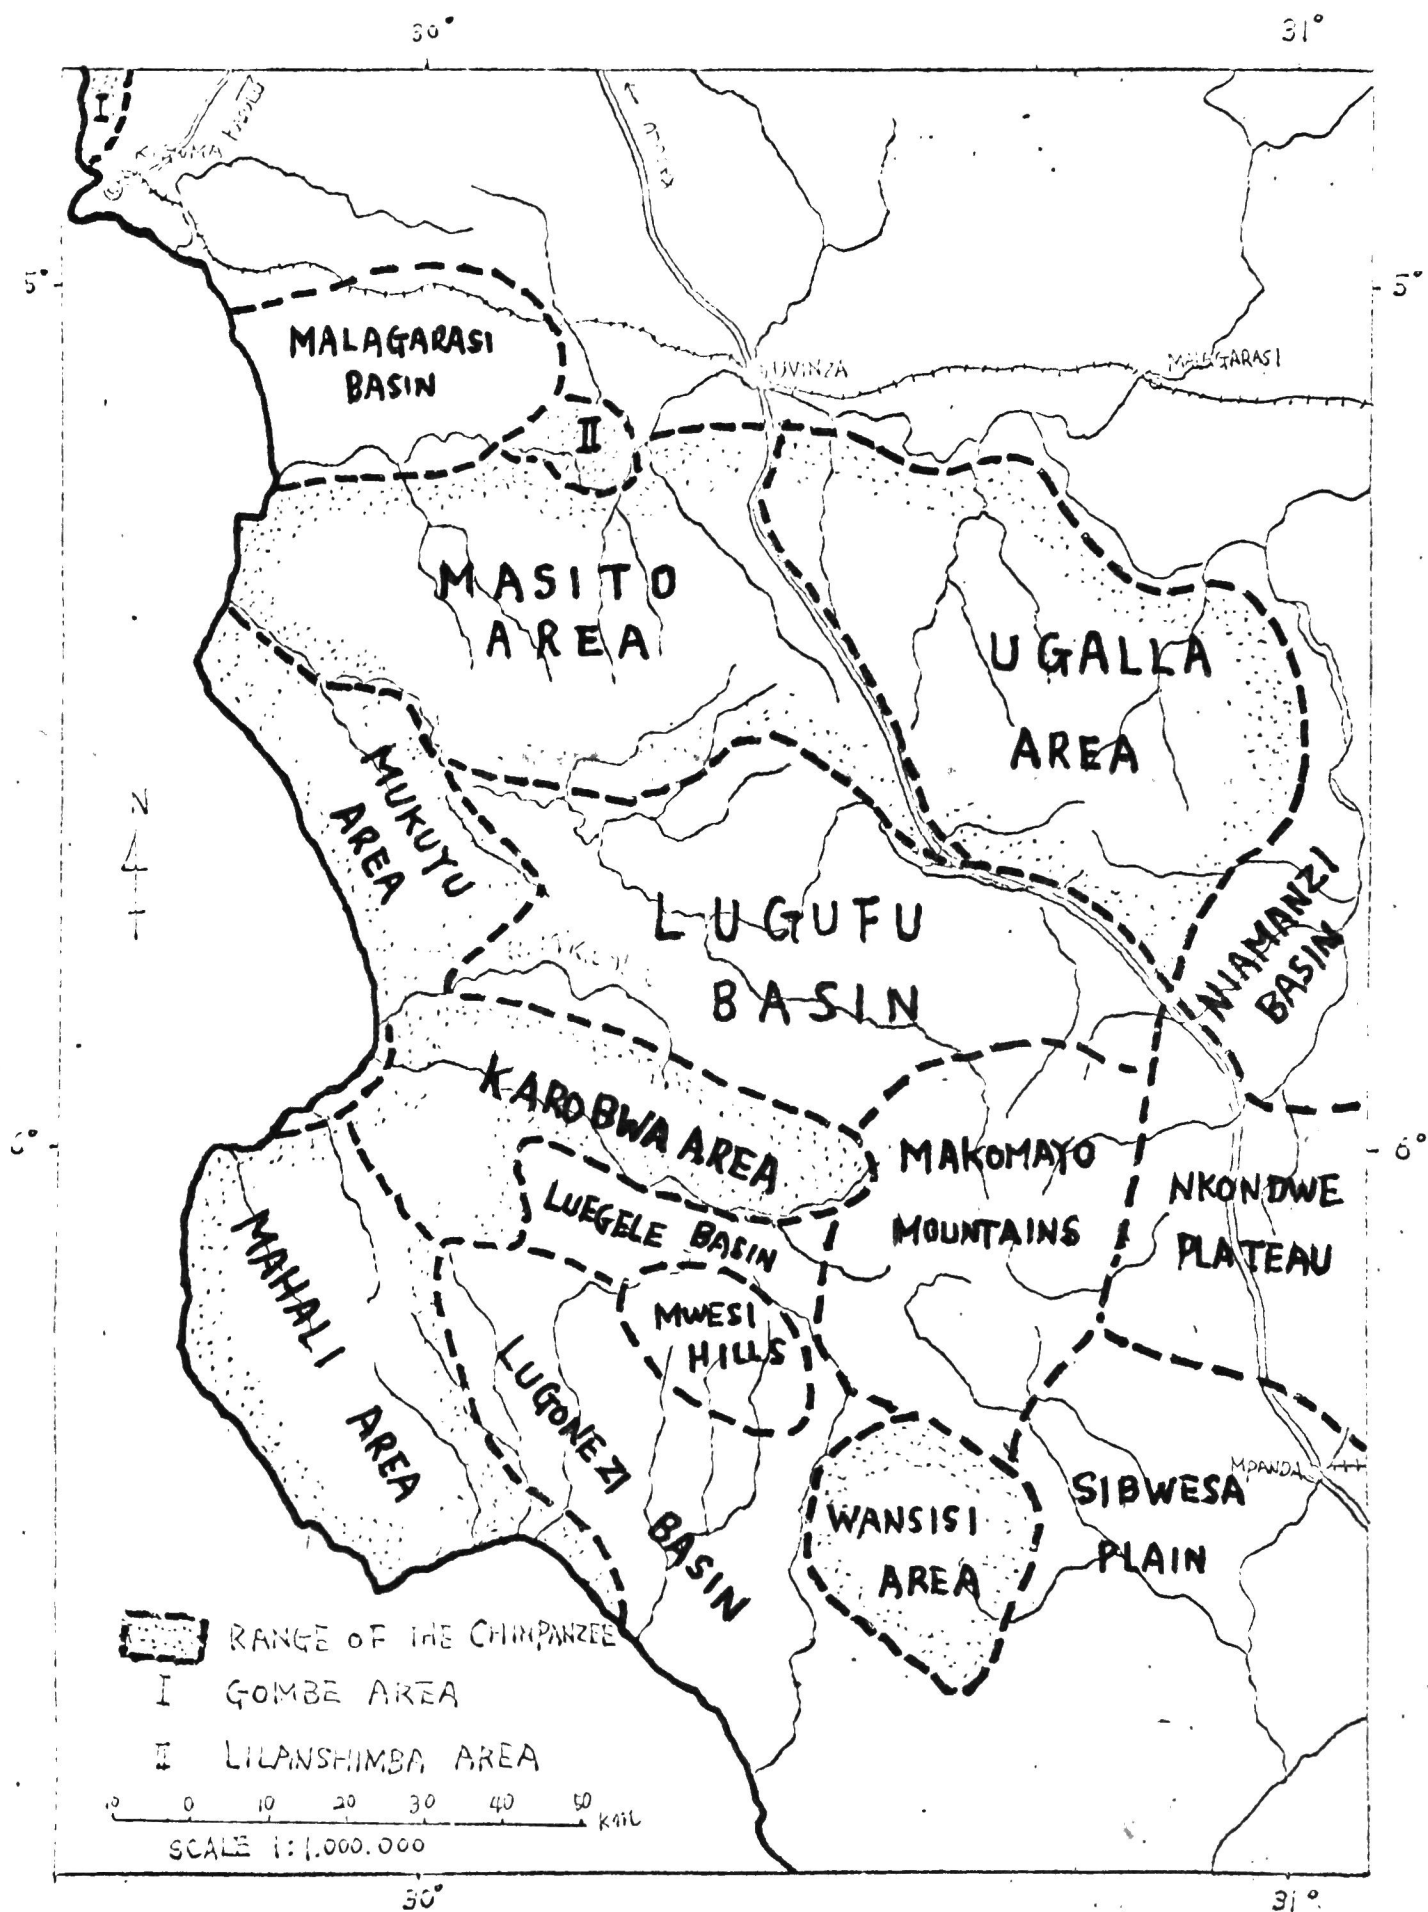 30° 31°
I
KIGOMA
5° 5°
MALAGARASI
BASIN
UVINZA
MALAGARASI
II
MASITO
AREA
UGALLA
AREA
MUKUYU
AREA
N
LUGUFU
BASIN
NIAMANZI
BASIN
KAROBWA AREA
6° 6°
MAKOMAYO
MOUNTAINS
NKONDWE
PLATEAU
LUEGELE BASIN
MAHALI
AREA
MWESI
HILLS
LUGONEZI
BASIN
MPANDA
SIBWESA
PLAIN
WANSISI
AREA
RANGE OF THE CHIMPANZEE
I GOMBE AREA
II LILANSHIMBA AREA
10 0 10 20 30 40 50
SCALE 1:1.000.000
30° 31°